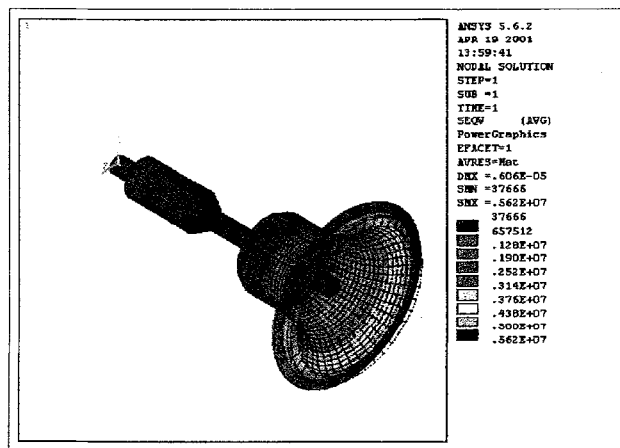 1
ANSYS 5.6.2
APR 19 2001
13:59:41
NODAL SOLUTION
STEP=1
SUB =1
TIME=1
SEQV (AVG)
PowerGraphics
EFACET=1
AVRES=Mat
DMX =.606E-05
SMN =37666
SMX =.562E+07
37666
657512
.128E+07
.190E+07
.252E+07
.314E+07
.376E+07
.438E+07
.500E+07
.562E+07